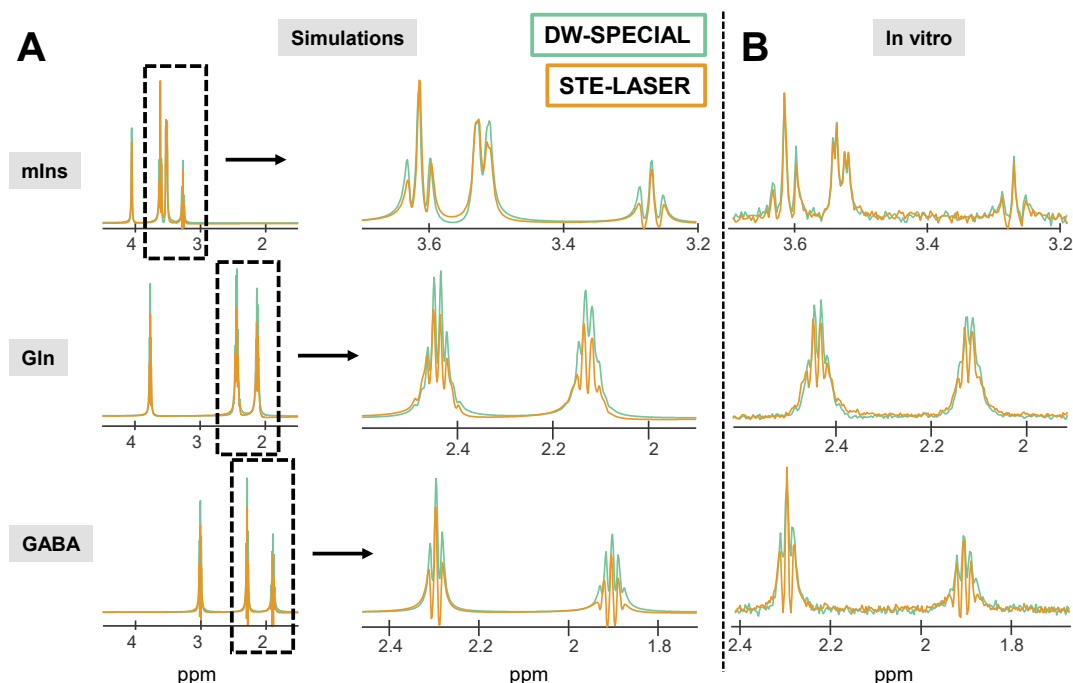 A
Simulations
DW-SPECIAL
STE-LASER
B
In vitro
mIns
4 3 2
3.6 3.4 3.2
3.6 3.4 3.2
Gln
4 3 2
2.4 2.2 2
2.4 2.2 2
GABA
4 3 2
2.4 2.2 2 1.8
2.4 2.2 2 1.8
ppm
ppm
ppm